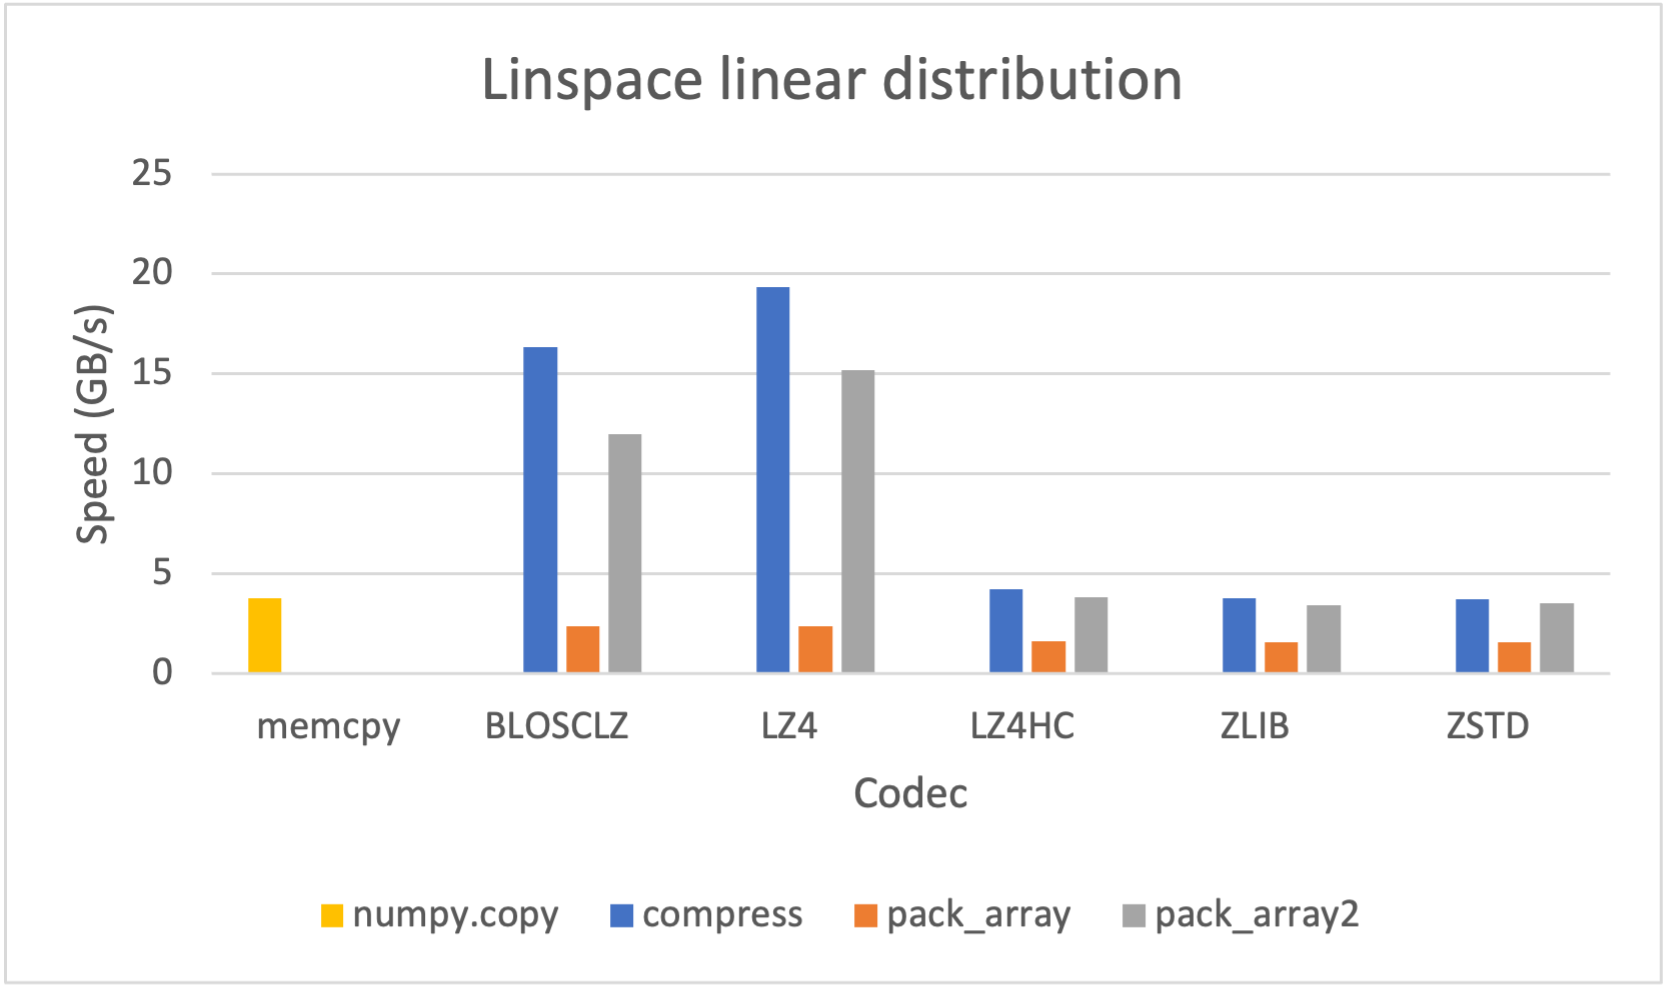 Linspace linear distribution
25
20
15
10
5
0
Speed (GB/s)
memcpy BLOSCLZ LZ4 LZ4HC ZLIB ZSTD
Codec
numpy.copy compress pack_array pack_array2